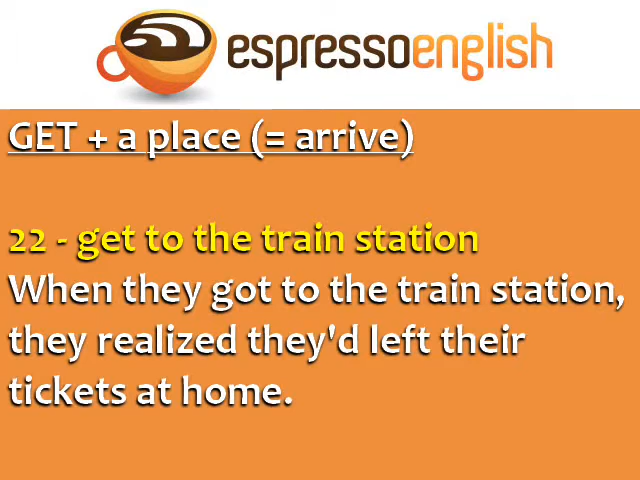 espressoenglish
GET + a place (= arrive)
22 - get to the train station
When they got to the train station,
they realized they'd left their
tickets at home.